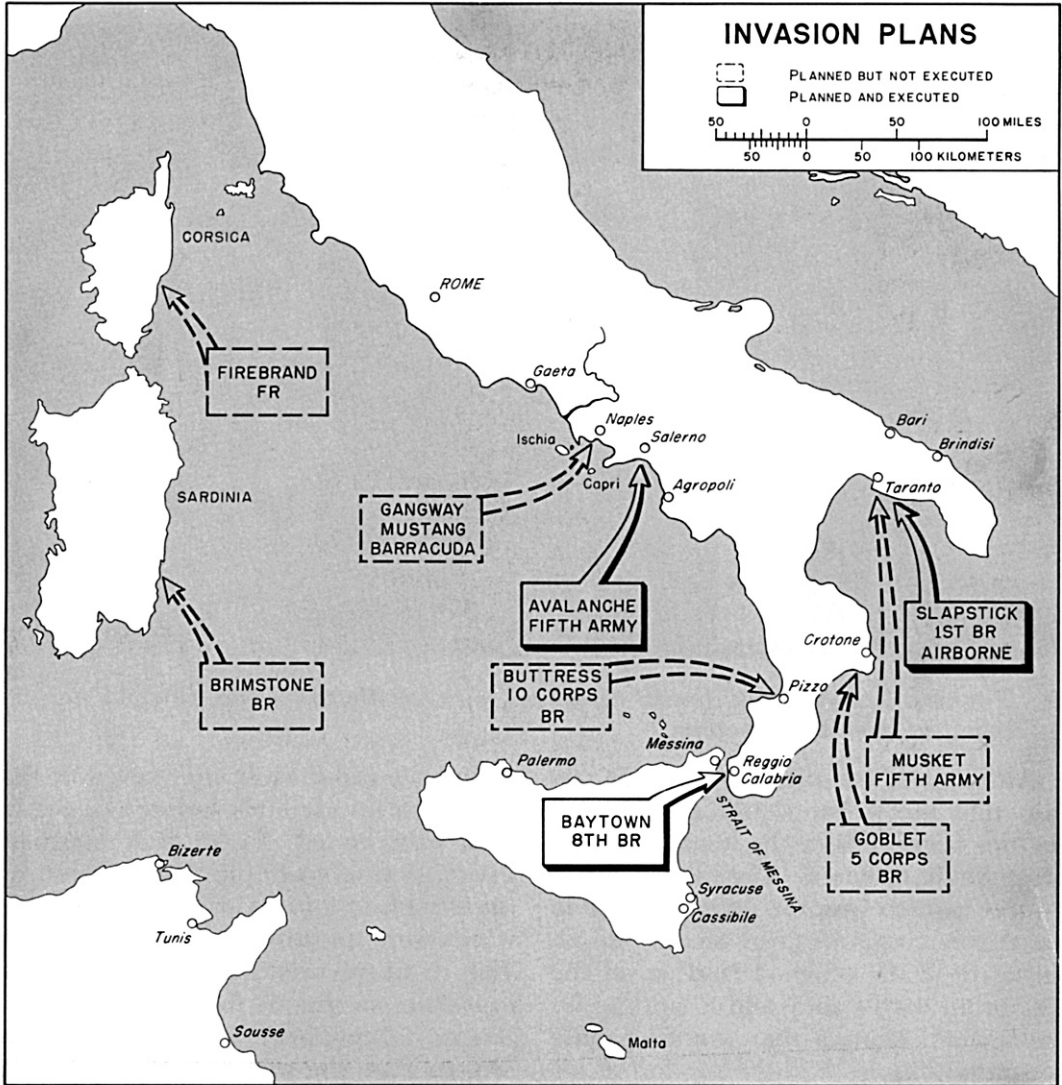 INVASION PLANS
PLANNED BUT NOT EXECUTED
PLANNED AND EXECUTED
50 0 50 100 MILES
50 0 50 100 KILOMETERS
CORSICA
ROME
FIREBRAND
FR
Gaeta
Naples
Ischia
Salerno
Capri
Agropoli
Bari
Brindisi
Taranto
SARDINIA
GANGWAY
MUSTANG
BARRACUDA
AVALANCHE
FIFTH ARMY
SLAPSTICK
1ST BR
AIRBORNE
Crotone
BRIMSTONE
BR
BUTTRESS
10 CORPS
BR
Pizzo
MUSKET
FIFTH ARMY
Messina
Palermo
Reggio
Calabria
BAYTOWN
8TH BR
STRAIT OF MESSINA
GOBLET
5 CORPS
BR
Bizerte
Syracuse
Cassibile
Tunis
Sousse
Malta